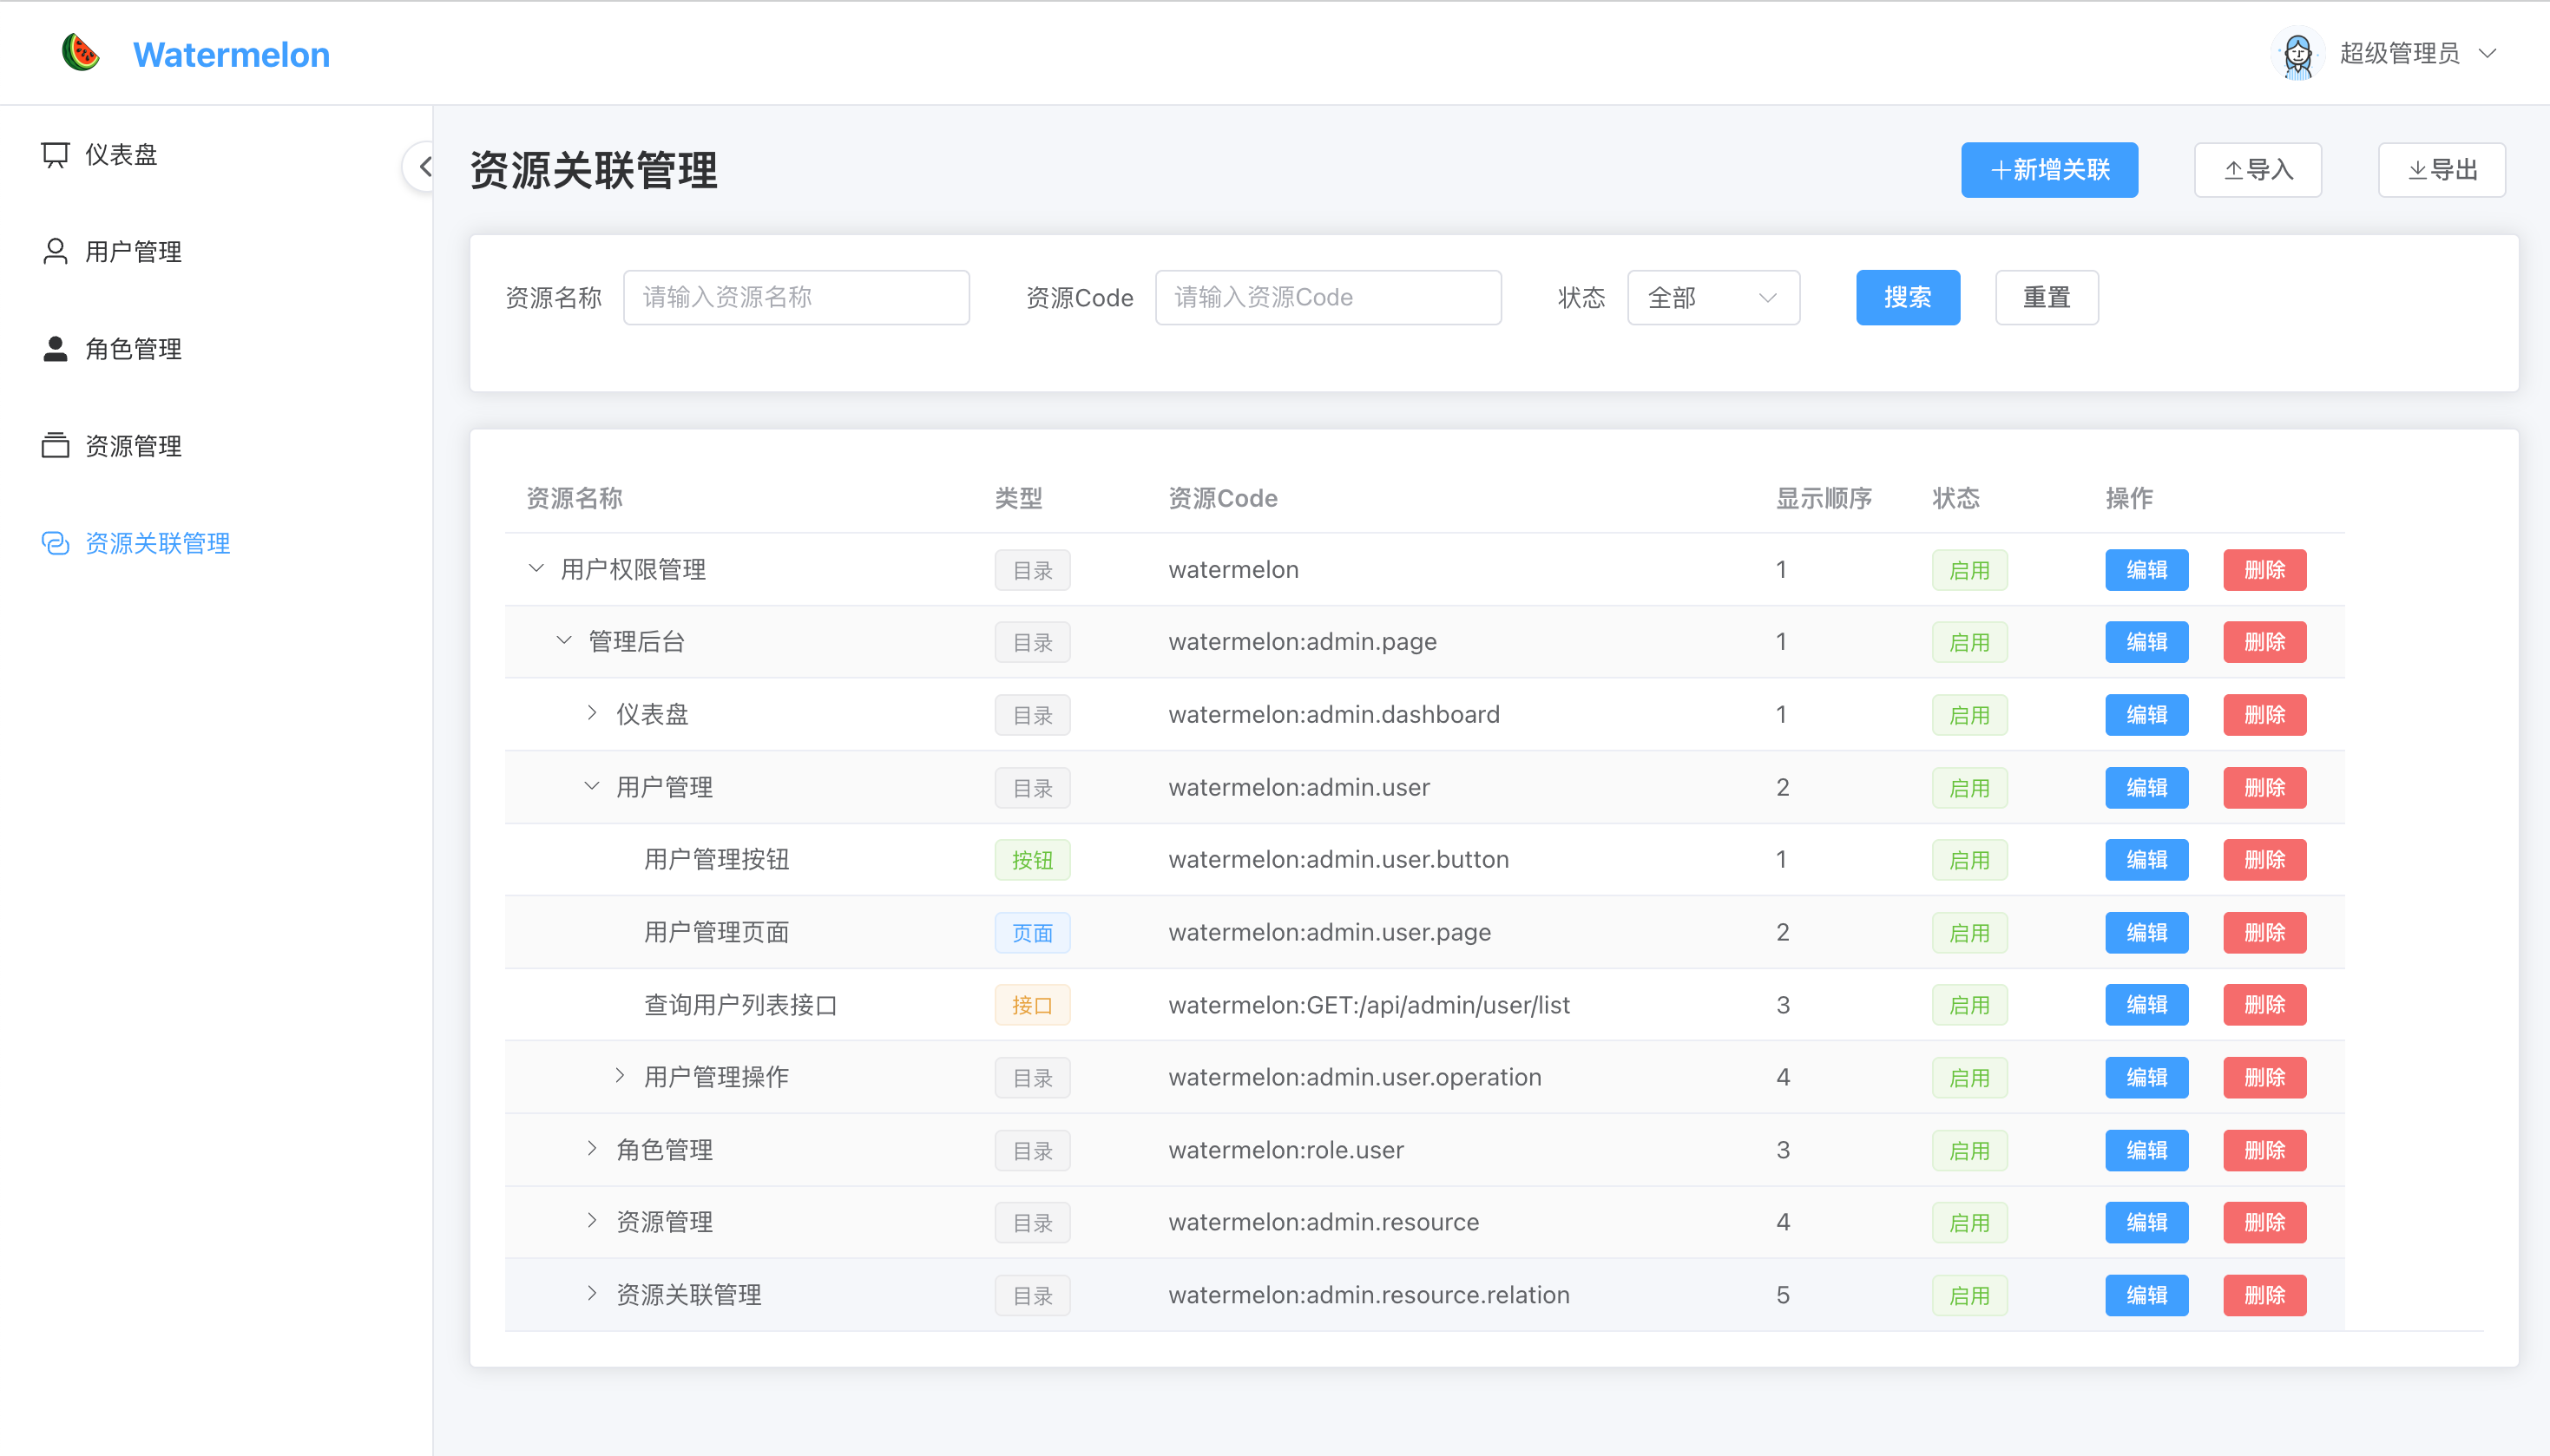 Watermelon
超级管理员
仪表盘
用户管理
角色管理
资源管理
资源关联管理
资源关联管理
新增关联 导入 导出
资源名称 请输入资源名称 资源Code 请输入资源Code 状态 全部 搜索 重置
资源名称 类型 资源Code 显示顺序 状态 操作
用户权限管理 目录 watermelon 1 启用 编辑 删除
管理后台 目录 watermelon:admin.page 1 启用 编辑 删除
仪表盘 目录 watermelon:admin.dashboard 1 启用 编辑 删除
用户管理 目录 watermelon:admin.user 2 启用 编辑 删除
用户管理按钮 按钮 watermelon:admin.user.button 1 启用 编辑 删除
用户管理页面 页面 watermelon:admin.user.page 2 启用 编辑 删除
查询用户列表接口 接口 watermelon:GET:/api/admin/user/list 3 启用 编辑 删除
用户管理操作 目录 watermelon:admin.user.operation 4 启用 编辑 删除
角色管理 目录 watermelon:role.user 3 启用 编辑 删除
资源管理 目录 watermelon:admin.resource 4 启用 编辑 删除
资源关联管理 目录 watermelon:admin.resource.relation 5 启用 编辑 删除